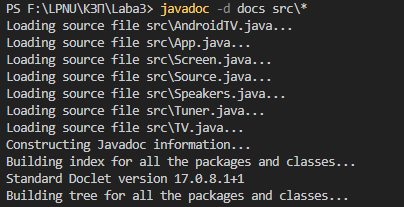 PS F:\LPNU\КЗП\Laba3> javadoc -d docs src\*
Loading source file src\AndroidTV.java...
Loading source file src\App.java...
Loading source file src\Screen.java...
Loading source file src\Source.java...
Loading source file src\Speakers.java...
Loading source file src\Tuner.java...
Loading source file src\TV.java...
Constructing Javadoc information...
Building index for all the packages and classes...
Standard Doclet version 17.0.8.1+1
Building tree for all the packages and classes...